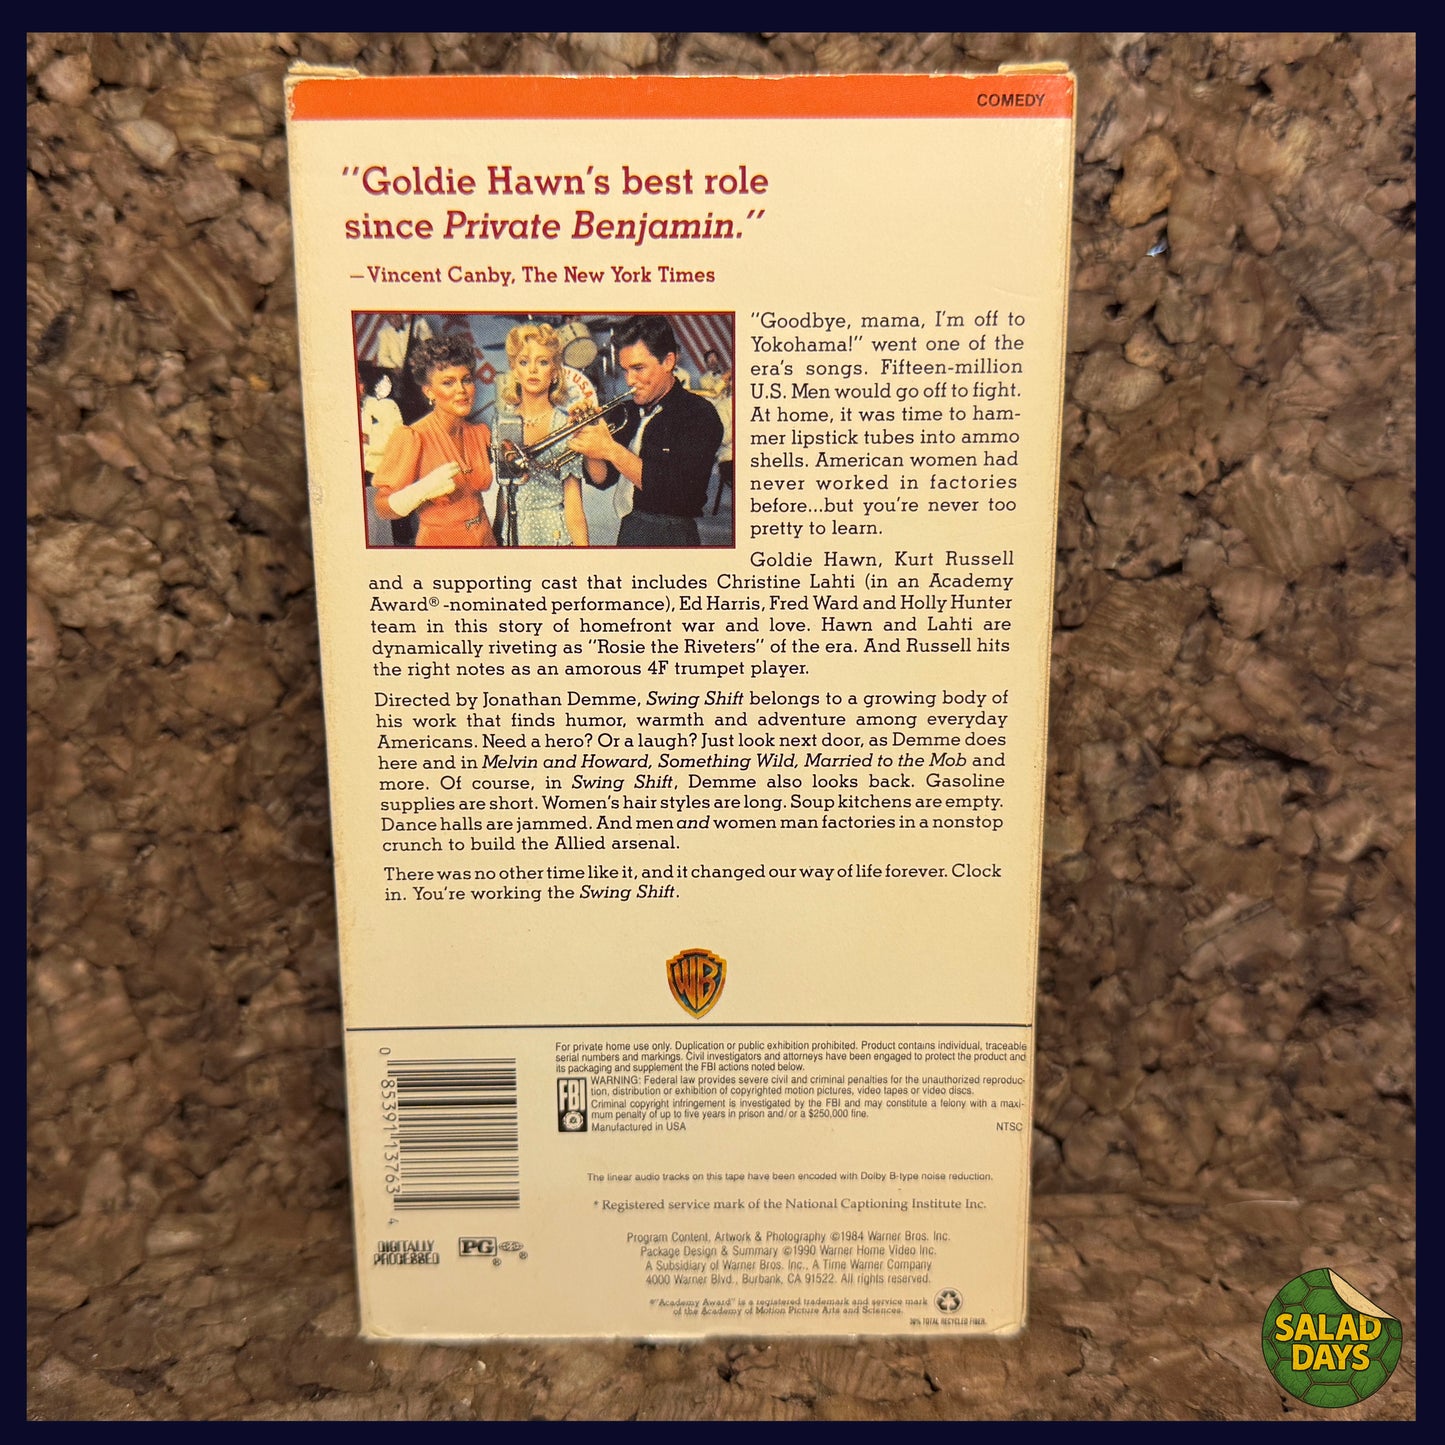 COMEDY
"Goldie Hawn's best role
since Private Benjamin."
—Vincent Canby, The New York Times
"Goodbye, mama, I'm off to
Yokohama!" went one of the
era's songs. Fifteen-million
U.S. Men would go off to fight.
At home, it was time to ham-
mer lipstick tubes into ammo
shells. American women had
never worked in factories
before...but you're never too
pretty to learn.
Goldie Hawn, Kurt Russell
and a supporting cast that includes Christine Lahti (in an Academy
Award® -nominated performance), Ed Harris, Fred Ward and Holly Hunter
team in this story of homefront war and love. Hawn and Lahti are
dynamically riveting as "Rosie the Riveters" of the era. And Russell hits
the right notes as an amorous 4F trumpet player.
Directed by Jonathan Demme, Swing Shift belongs to a growing body of
his work that finds humor, warmth and adventure among everyday
Americans. Need a hero? Or a laugh? Just look next door, as Demme does
here and in Melvin and Howard, Something Wild, Married to the Mob and
more. Of course, in Swing Shift, Demme also looks back. Gasoline
supplies are short. Women's hair styles are long. Soup kitchens are empty.
Dance halls are jammed. And men and women man factories in a nonstop
crunch to build the Allied arsenal.
There was no other time like it, and it changed our way of life forever. Clock
in. You're working the Swing Shift.
WB
For private home use only. Duplication or public exhibition prohibited. Product contains individual, traceable
serial numbers and markings. Civil investigators and attorneys have been engaged to protect the product and
its packaging and supplement the FBI actions noted below.
FBI
WARNING: Federal law provides severe civil and criminal penalties for the unauthorized reproduc-
tion, distribution or exhibition of copyrighted motion pictures, video tapes or video discs.
Criminal copyright infringement is investigated by the FBI and may constitute a felony with a maxi-
mum penalty of up to five years in prison and/or a $250,000 fine.
Manufactured in USA NTSC
0 85391 13763 4
The linear audio tracks on this tape have been encoded with Dolby B-type noise reduction.
* Registered service mark of the National Captioning Institute Inc.
DIGITALLY
PROCESSED
PG
®
®
Program Content, Artwork & Photography ©1984 Warner Bros. Inc.
Package Design & Summary ©1990 Warner Home Video Inc.
A Subsidiary of Warner Bros. Inc., A Time Warner Company
4000 Warner Blvd., Burbank, CA 91522. All rights reserved.
®"Academy Award" is a registered trademark and service mark
of the Academy of Motion Picture Arts and Sciences.
TOTAL RECYCLED FIBER.
SALAD
DAYS